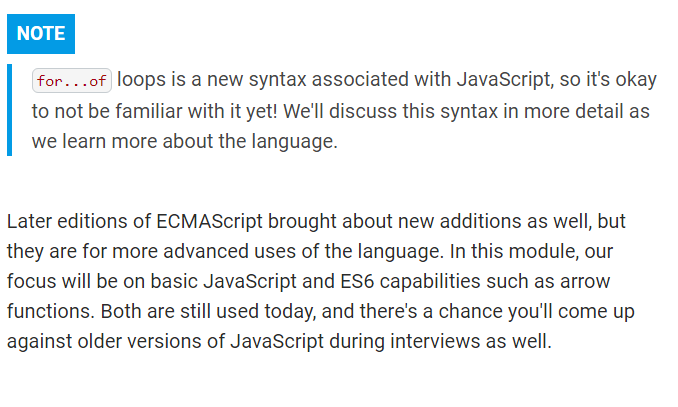 NOTE
for...of loops is a new syntax associated with JavaScript, so it's okay
to not be familiar with it yet! We'll discuss this syntax in more detail as
we learn more about the language.
Later editions of ECMAScript brought about new additions as well, but
they are for more advanced uses of the language. In this module, our
focus will be on basic JavaScript and ES6 capabilities such as arrow
functions. Both are still used today, and there's a chance you'll come up
against older versions of JavaScript during interviews as well.